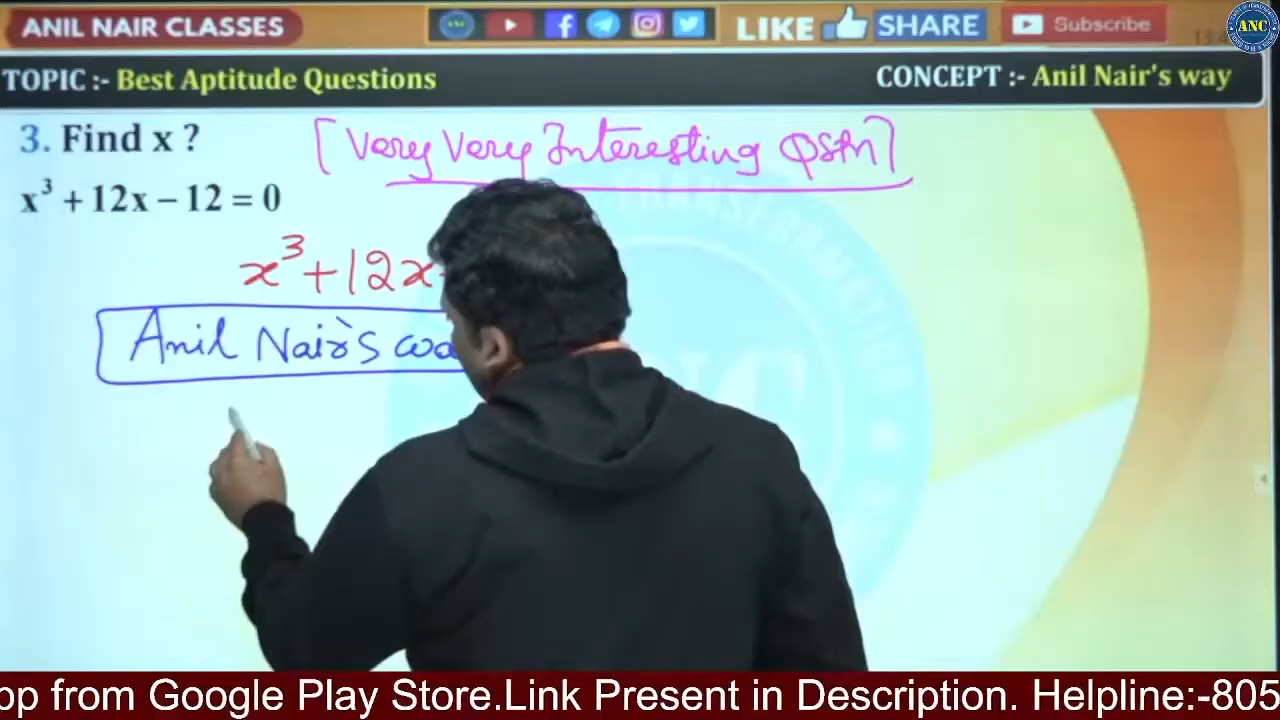 ANIL NAIR CLASSES
LIKE SHARE Subscribe
ANC
TOPIC :- Best Aptitude Questions
CONCEPT :- Anil Nair's way
3. Find x ?
[Very Very Interesting QStn]
x³ + 12x − 12 = 0
x³+12x
Anil Nair's wa
op from Google Play Store.Link Present in Description. Helpline:-805